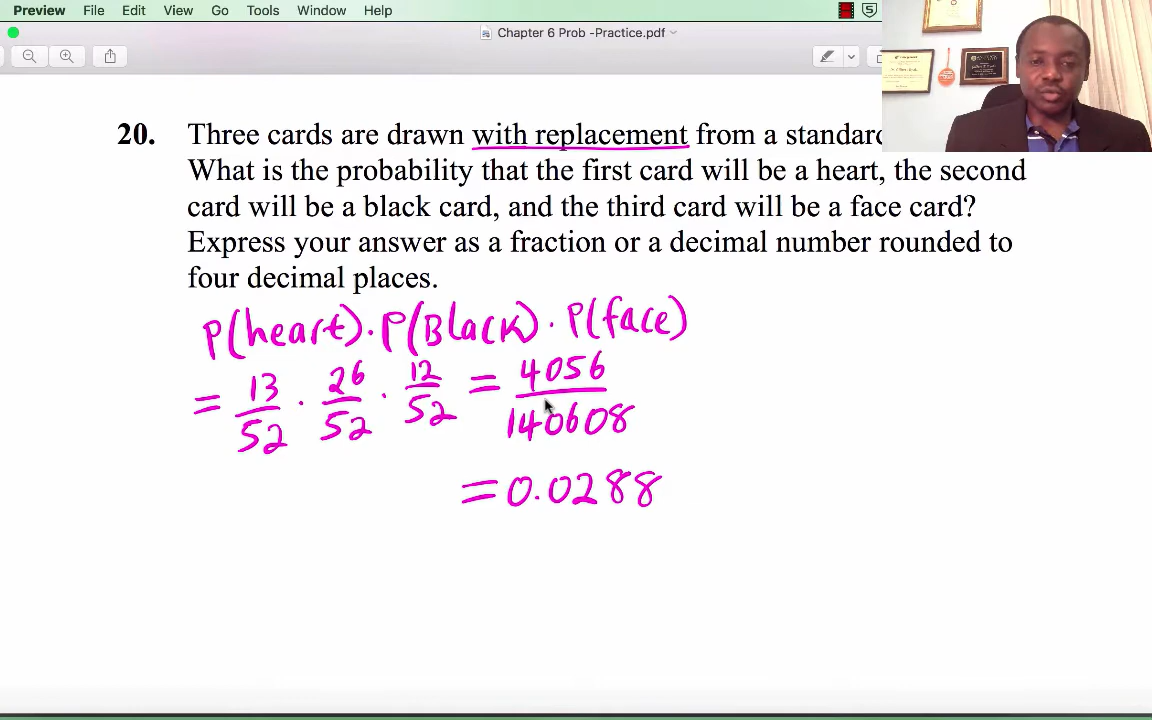 Preview File Edit View Go Tools Window Help 5
Chapter 6 Prob -Practice.pdf
20. Three cards are drawn with replacement from a standard
What is the probability that the first card will be a heart, the second
card will be a black card, and the third card will be a face card?
Express your answer as a fraction or a decimal number rounded to
four decimal places.
P(heart) · P(Black) · P(face)
= 13/52 · 26/52 · 12/52 = 4056/140608
= 0.0288